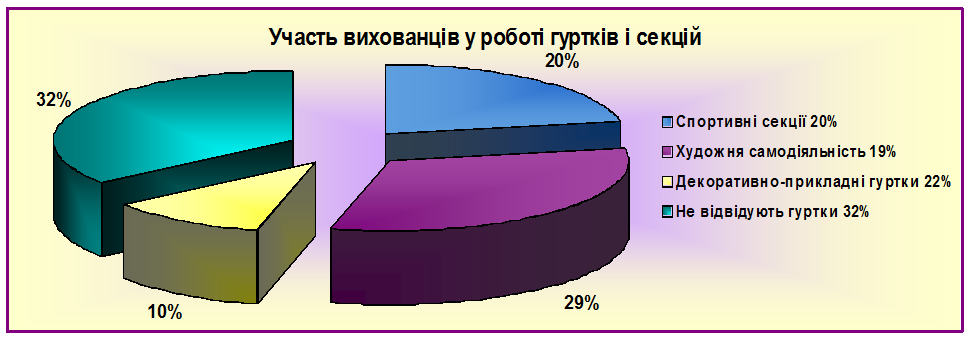 Участь вихованців у роботі гуртків і секцій
20%
32%
Спортивні секції 20%
Художня самодіяльність 19%
Декоративно-прикладні гуртки 22%
Не відвідують гуртки 32%
29%
10%